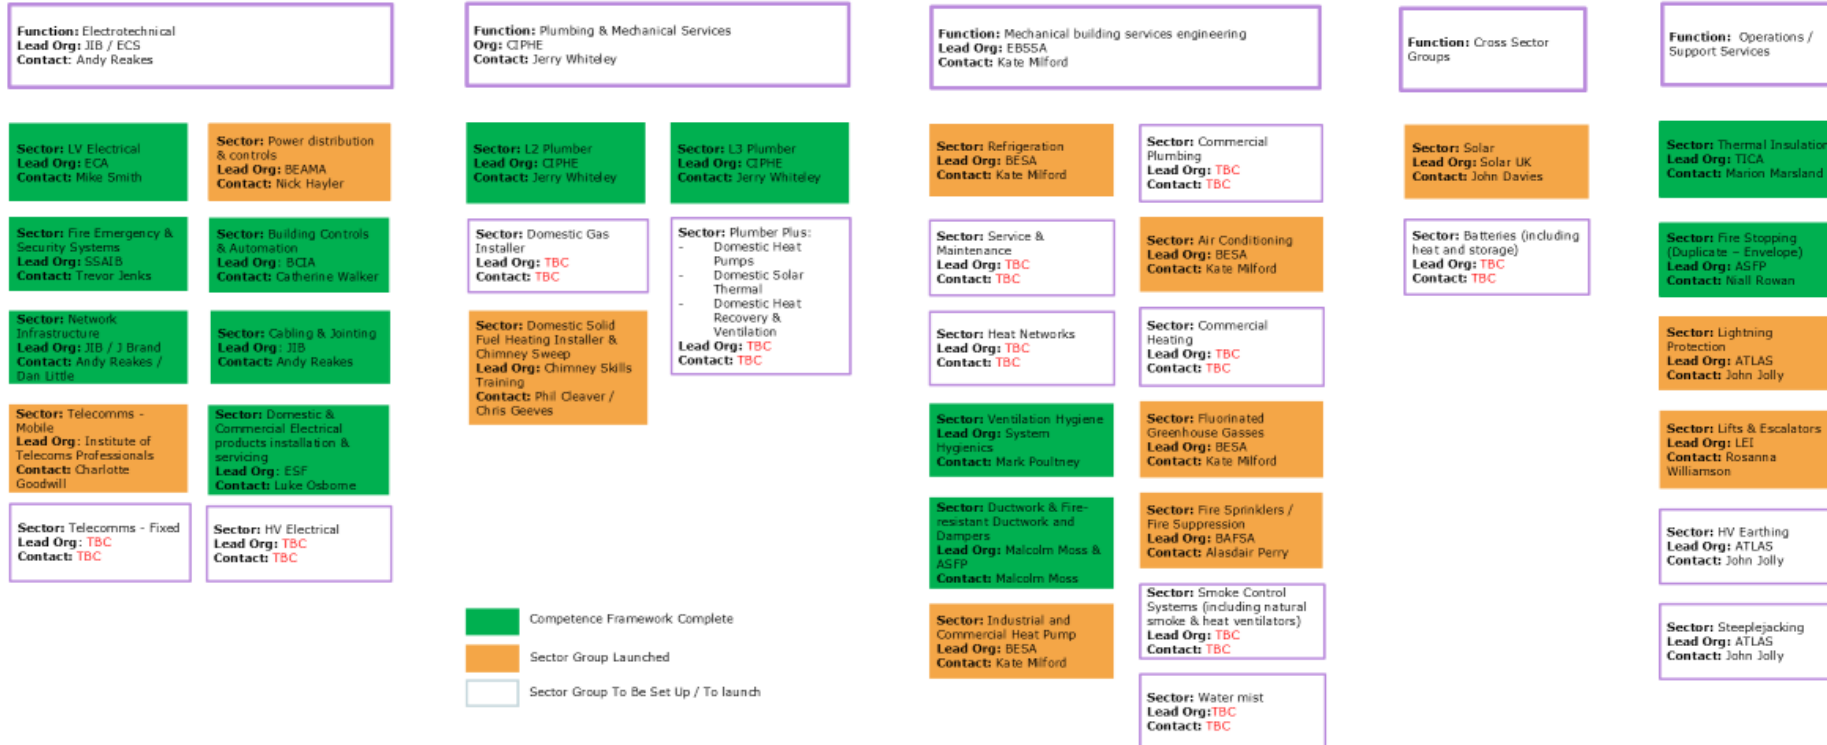 Function: Electrotechnical
Lead Org: JIB / ECS
Contact: Andy Reakes
Function: Plumbing & Mechanical Services
Org: CIPHE
Contact: Jerry Whiteley
Function: Mechanical building services engineering
Lead Org: EBSSA
Contact: Kate Milford
Function: Cross Sector
Groups
Function: Operations /
Support Services
Sector: LV Electrical
Lead Org: ECA
Contact: Mike Smith
Sector: Power distribution
& controls
Lead Org: BEAMA
Contact: Nick Hayler
Sector: Fire Emergency &
Security Systems
Lead Org: SSAIB
Contact: Trevor Jenks
Sector: Building Controls
& Automation
Lead Org: BCIA
Contact: Catherine Walker
Sector: Network
Infrastructure
Lead Org: JIB / J Brand
Contact: Andy Reakes /
Dan Little
Sector: Cabling & Jointing
Lead Org: JIB
Contact: Andy Reakes
Sector: Telecomms -
Mobile
Lead Org: Institute of
Telecoms Professionals
Contact: Charlotte
Goodwill
Sector: Domestic &
Commercial Electrical
products installation &
servicing
Lead Org: ESF
Contact: Luke Osborne
Sector: Telecomms - Fixed
Lead Org: TBC
Contact: TBC
Sector: HV Electrical
Lead Org: TBC
Contact: TBC
Sector: L2 Plumber
Lead Org: CIPHE
Contact: Jerry Whiteley
Sector: L3 Plumber
Lead Org: CIPHE
Contact: Jerry Whiteley
Sector: Domestic Gas
Installer
Lead Org: TBC
Contact: TBC
Sector: Plumber Plus:
- Domestic Heat
Pumps
- Domestic Solar
Thermal
- Domestic Heat
Recovery &
Ventilation
Lead Org: TBC
Contact: TBC
Sector: Domestic Solid
Fuel Heating Installer &
Chimney Sweep
Lead Org: Chimney Skills
Training
Contact: Phil Cleaver /
Chris Geeves
Competence Framework Complete
Sector Group Launched
Sector Group To Be Set Up / To launch
Sector: Refrigeration
Lead Org: BESA
Contact: Kate Milford
Sector: Commercial
Plumbing
Lead Org: TBC
Contact: TBC
Sector: Service &
Maintenance
Lead Org: TBC
Contact: TBC
Sector: Air Conditioning
Lead Org: BESA
Contact: Kate Milford
Sector: Heat Networks
Lead Org: TBC
Contact: TBC
Sector: Commercial
Heating
Lead Org: TBC
Contact: TBC
Sector: Ventilation Hygiene
Lead Org: System
Hygienics
Contact: Mark Poultney
Sector: Fluorinated
Greenhouse Gasses
Lead Org: BESA
Contact: Kate Milford
Sector: Ductwork & Fire-
resistant Ductwork and
Dampers
Lead Org: Malcolm Moss &
ASFP
Contact: Malcolm Moss
Sector: Fire Sprinklers /
Fire Suppression
Lead Org: BAFSA
Contact: Alasdair Perry
Sector: Industrial and
Commercial Heat Pump
Lead Org: BESA
Contact: Kate Milford
Sector: Smoke Control
Systems (including natural
smoke & heat ventilators)
Lead Org: TBC
Contact: TBC
Sector: Water mist
Lead Org:TBC
Contact: TBC
Sector: Solar
Lead Org: Solar UK
Contact: John Davies
Sector: Batteries (including
heat and storage)
Lead Org: TBC
Contact: TBC
Sector: Thermal Insulation
Lead Org: TICA
Contact: Marion Marsland
Sector: Fire Stopping
(Duplicate – Envelope)
Lead Org: ASFP
Contact: Niall Rowan
Sector: Lightning
Protection
Lead Org: ATLAS
Contact: John Jolly
Sector: Lifts & Escalators
Lead Org: LEI
Contact: Rosanna
Williamson
Sector: HV Earthing
Lead Org: ATLAS
Contact: John Jolly
Sector: Steeplejacking
Lead Org: ATLAS
Contact: John Jolly